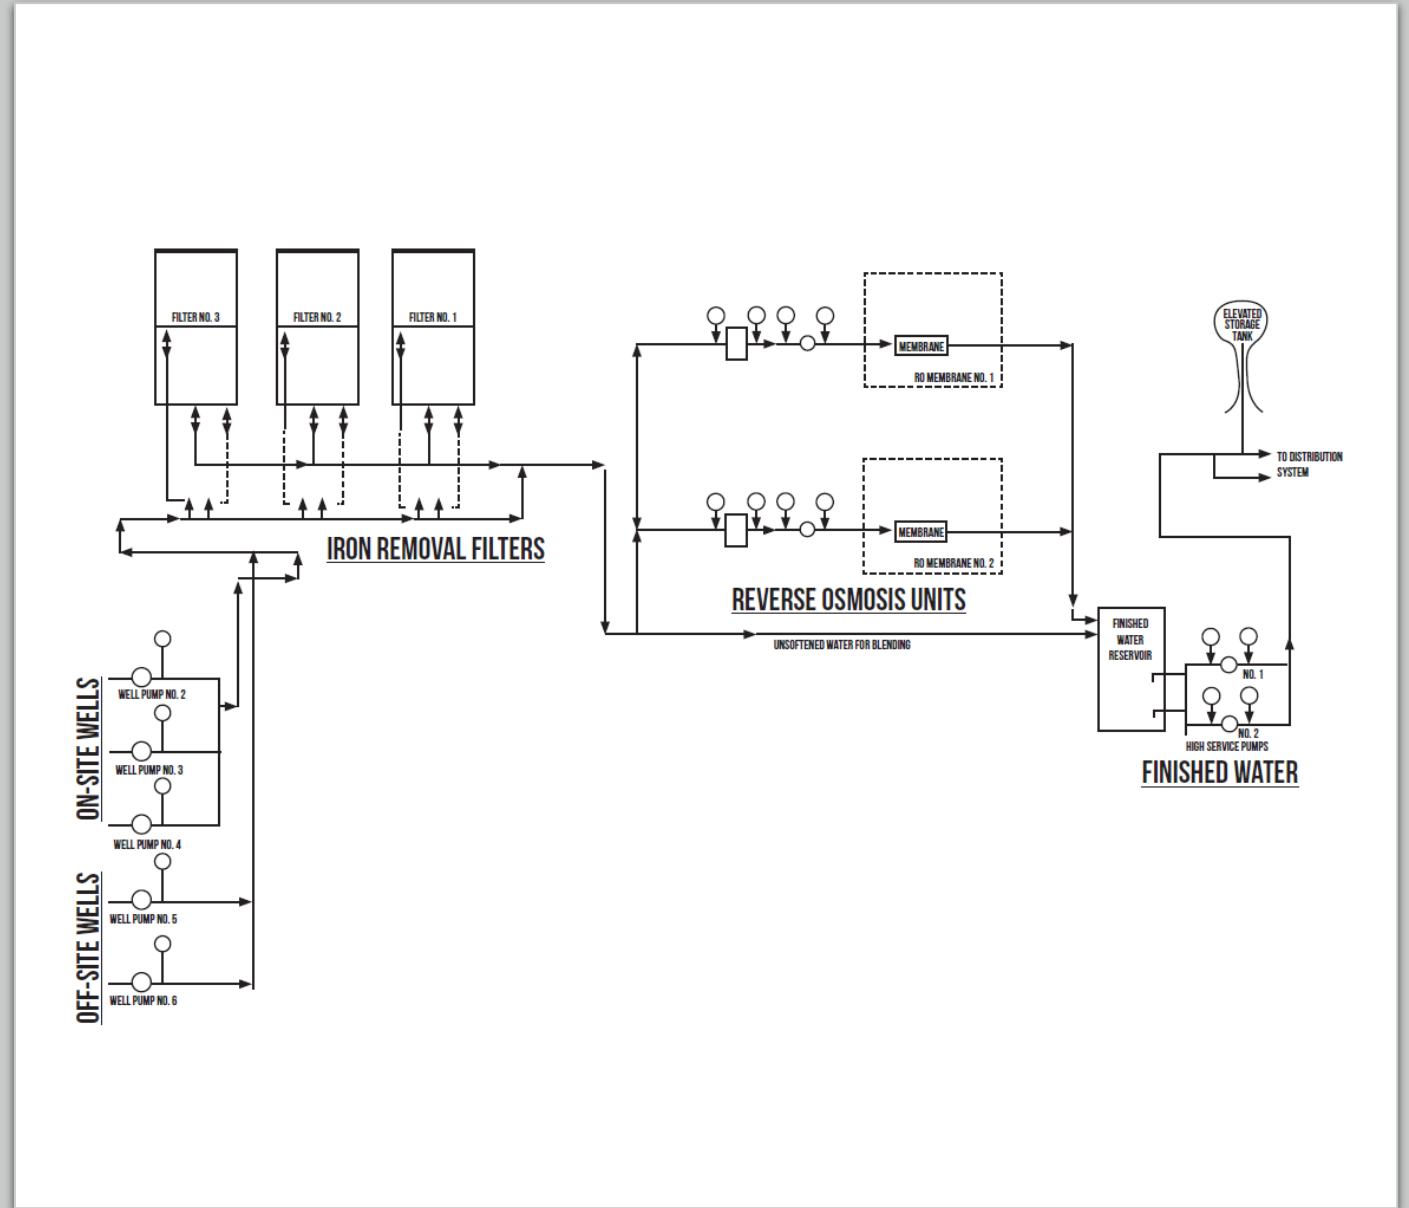 FILTER NO. 3
FILTER NO. 2
FILTER NO. 1
IRON REMOVAL FILTERS
MEMBRANE
RO MEMBRANE NO. 1
MEMBRANE
RO MEMBRANE NO. 2
REVERSE OSMOSIS UNITS
UNSOFTENED WATER FOR BLENDING
ELEVATED
STORAGE
TANK
TO DISTRIBUTION
SYSTEM
FINISHED
WATER
RESERVOIR
NO. 1
NO. 2
HIGH SERVICE PUMPS
FINISHED WATER
ON-SITE WELLS
WELL PUMP NO. 2
WELL PUMP NO. 3
WELL PUMP NO. 4
OFF-SITE WELLS
WELL PUMP NO. 5
WELL PUMP NO. 6